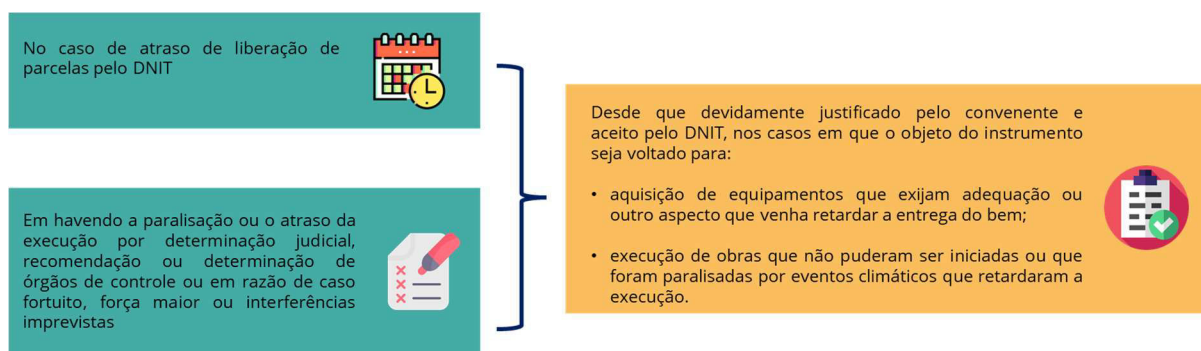 No caso de atraso de liberação de
parcelas pelo DNIT
Em havendo a paralisação ou o atraso da
execução por determinação judicial,
recomendação ou determinação de
órgãos de controle ou em razão de caso
fortuito, força maior ou interferências
imprevistas
Desde que devidamente justificado pelo convenente e
aceito pelo DNIT, nos casos em que o objeto do instrumento
seja voltado para:
• aquisição de equipamentos que exijam adequação ou
outro aspecto que venha retardar a entrega do bem;
• execução de obras que não puderam ser iniciadas ou que
foram paralisadas por eventos climáticos que retardaram a
execução.